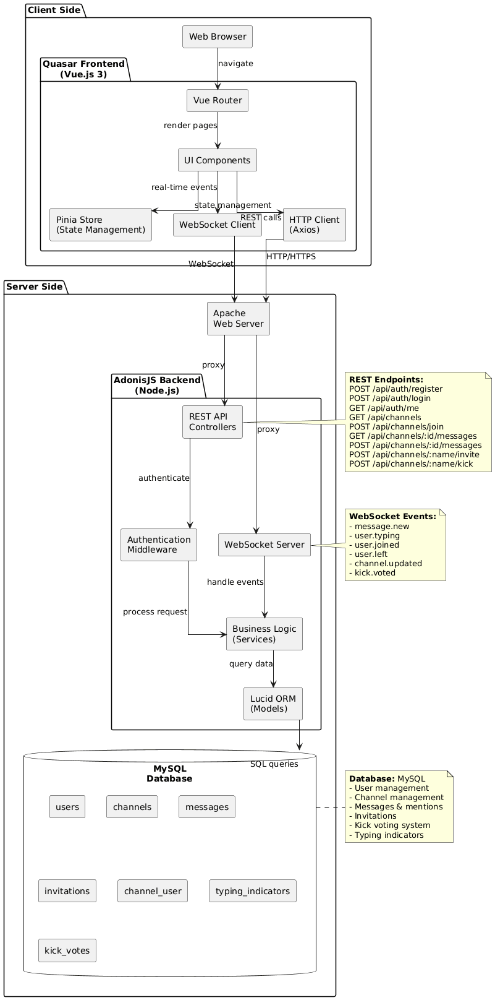 Client Side
Web Browser
navigate
Quasar Frontend
(Vue.js 3)
Vue Router
render pages
UI Components
real-time events
state management
REST calls
Pinia Store
(State Management)
WebSocket Client
HTTP Client
(Axios)
HTTP/HTTPS
WebSocket
Server Side
Apache
Web Server
proxy
proxy
AdonisJS Backend
(Node.js)
REST API
Controllers
REST Endpoints:
POST /api/auth/register
POST /api/auth/login
GET /api/auth/me
GET /api/channels
POST /api/channels/join
GET /api/channels/:id/messages
POST /api/channels/:id/messages
POST /api/channels/:name/invite
POST /api/channels/:name/kick
authenticate
Authentication
Middleware
WebSocket Server
WebSocket Events:
- message.new
- user.typing
- user.joined
- user.left
- channel.updated
- kick.voted
handle events
process request
Business Logic
(Services)
query data
Lucid ORM
(Models)
SQL queries
MySQL
Database
users
channels
messages
invitations
channel_user
typing_indicators
kick_votes
Database: MySQL
- User management
- Channel management
- Messages & mentions
- Invitations
- Kick voting system
- Typing indicators